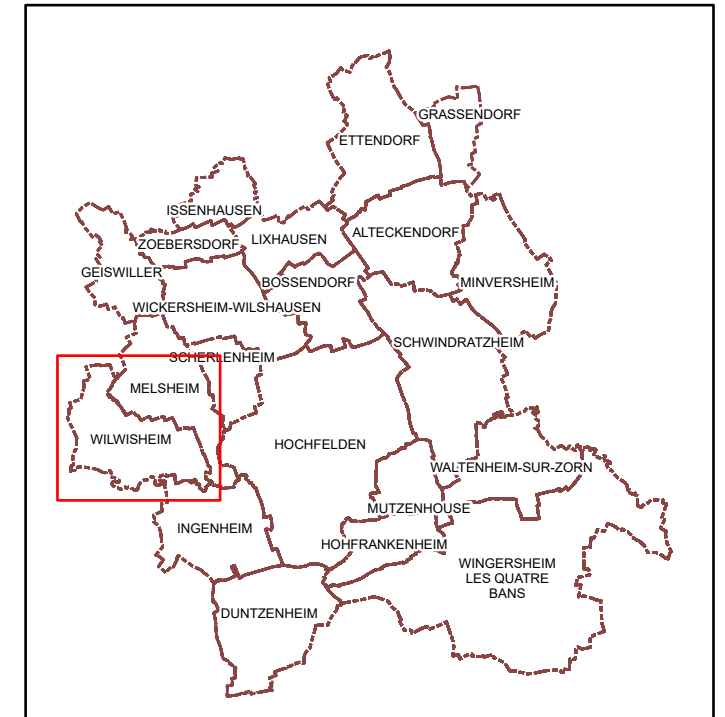 GRASSENDORF
ETTENDORF
ISSENHAUSEN
ALTECKENDORF
LIXHAUSEN
ZOEBERSDORF
GEISWILLER
BOSSENDORF
MINVERSHEIM
WICKERSHEIM-WILSHAUSEN
SCHWINDRATZHEIM
SCHERLENHEIM
MELSHEIM
WILWISHEIM
HOCHFELDEN
WALTENHEIM-SUR-ZORN
MUTZENHOUSE
INGENHEIM
HOHFRANKENHEIM
WINGERSHEIM
LES QUATRE
BANS
DUNTZENHEIM